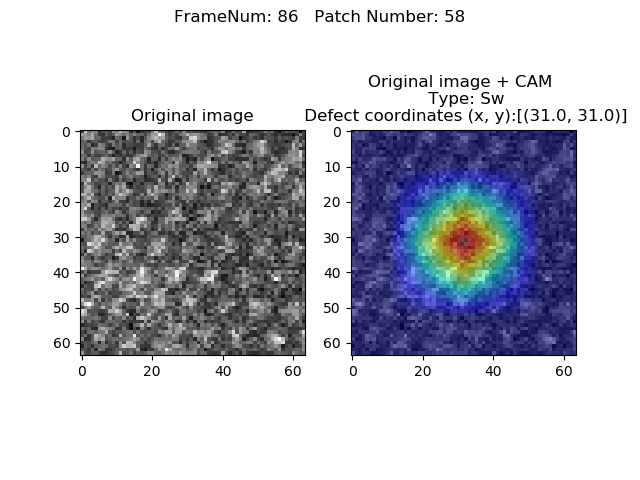 FrameNum: 86   Patch Number: 58
Original image
Original image + CAM
Type: Sw
Defect coordinates (x, y):[(31.0, 31.0)]
0
10
20
30
40
50
60
0 20 40 60
0
10
20
30
40
50
60
0 20 40 60